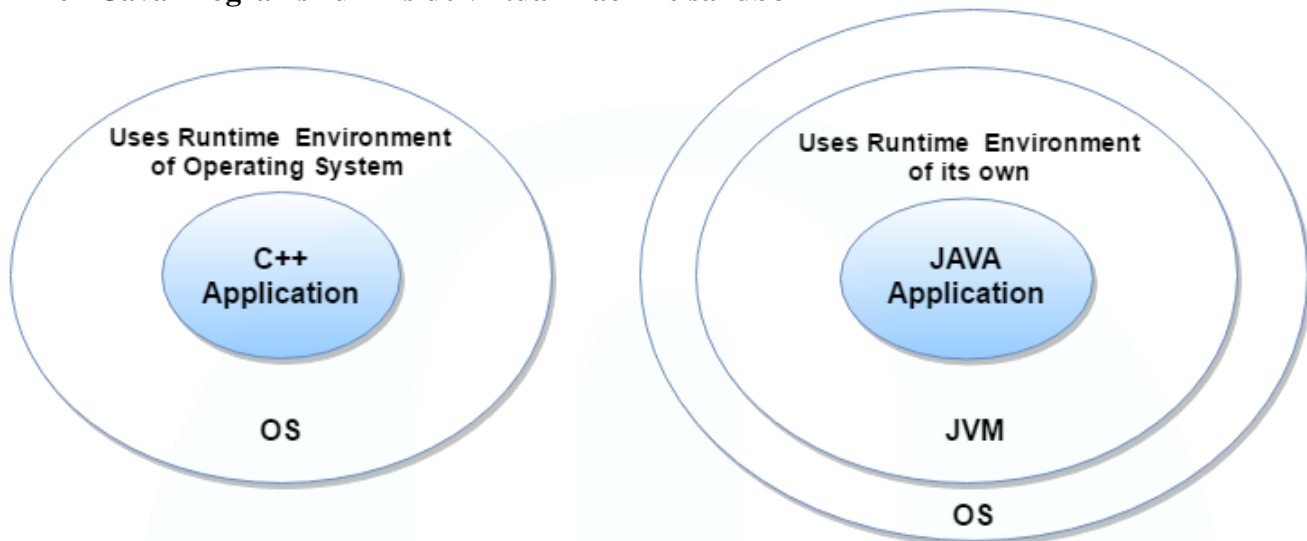 Uses Runtime Environment
of Operating System
C++
Application
OS
Uses Runtime Environment
of its own
JAVA
Application
JVM
OS